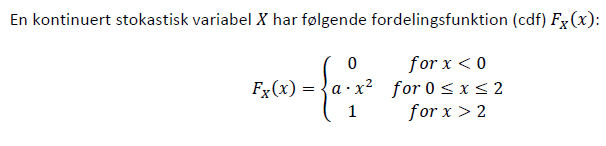 En kontinuert stokastisk variabel X har følgende fordelingsfunktion (cdf) F_X(x):
0 for x < 0
F_X(x) = { a · x² for 0 ≤ x ≤ 2
1 for x > 2